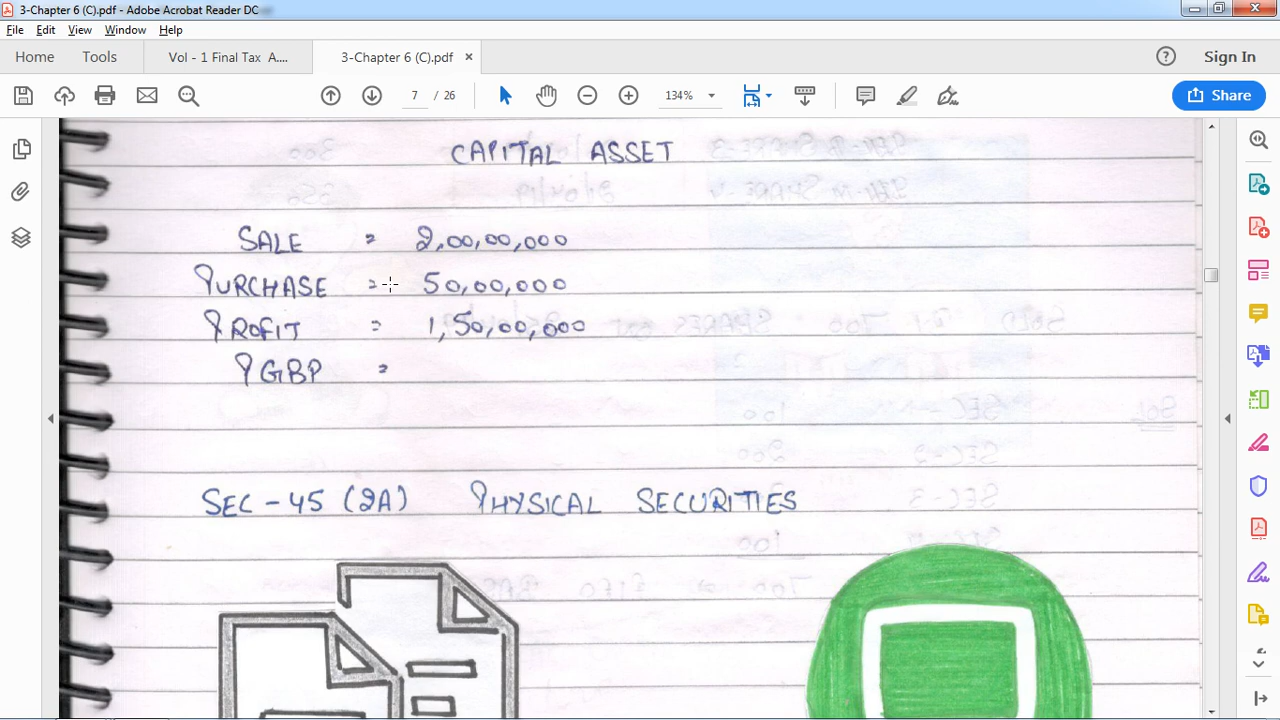 3-Chapter 6 (C).pdf - Adobe Acrobat Reader DC
File Edit View Window Help
Home Tools Vol - 1 Final Tax A.... 3-Chapter 6 (C).pdf × ? Sign In
7 / 26 134% Share
CAPITAL ASSET
SALE = 2,00,00,000
PURCHASE = 50,00,000
PROFIT = 1,50,00,000
PGBP =
SEC-45 (2A) PHYSICAL SECURITIES